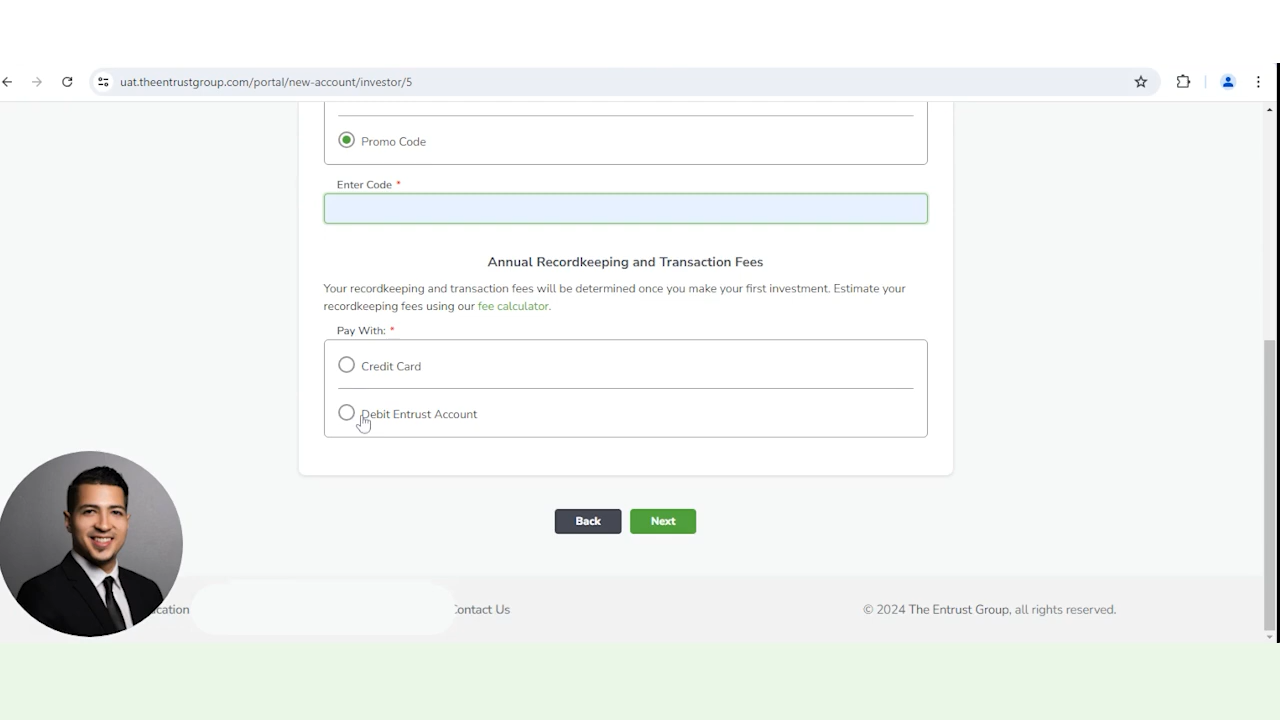 uat.theentrustgroup.com/portal/new-account/investor/5
Promo Code
Enter Code *
Annual Recordkeeping and Transaction Fees
Your recordkeeping and transaction fees will be determined once you make your first investment. Estimate your
recordkeeping fees using our fee calculator.
Pay With: *
Credit Card
Debit Entrust Account
Back Next
Contact Us © 2024 The Entrust Group, all rights reserved.